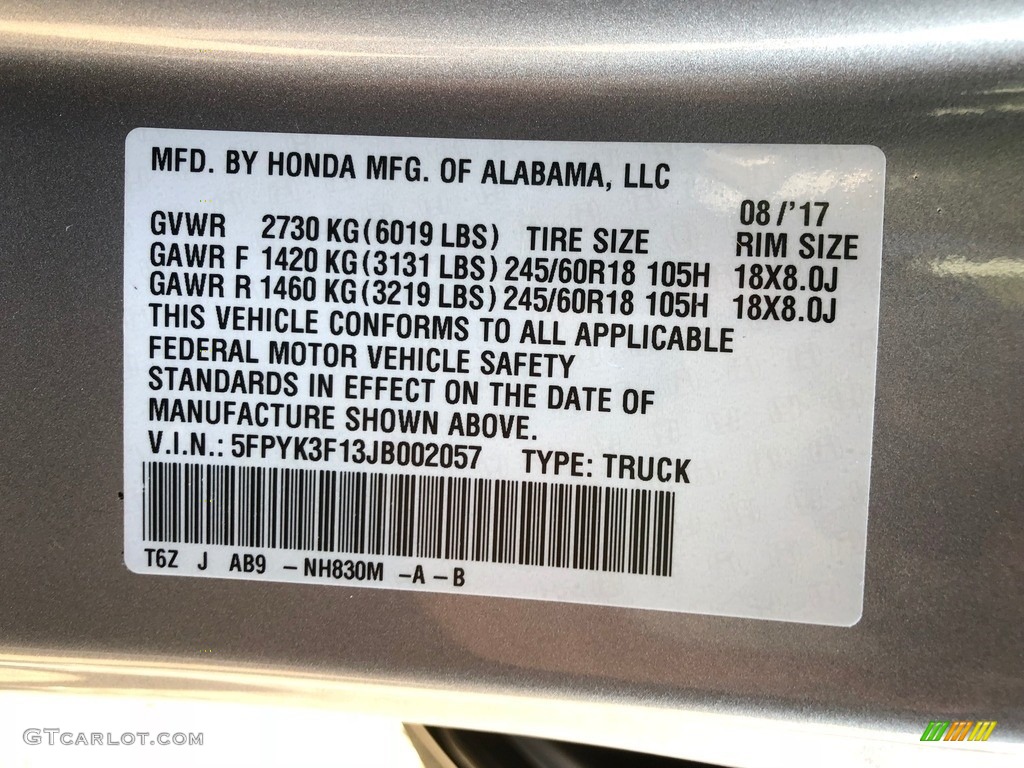 MFD. BY HONDA MFG. OF ALABAMA, LLC
08/'17
GVWR 2730 KG(6019 LBS) TIRE SIZE RIM SIZE
GAWR F 1420 KG(3131 LBS) 245/60R18 105H 18X8.0J
GAWR R 1460 KG(3219 LBS) 245/60R18 105H 18X8.0J
THIS VEHICLE CONFORMS TO ALL APPLICABLE
FEDERAL MOTOR VEHICLE SAFETY
STANDARDS IN EFFECT ON THE DATE OF
MANUFACTURE SHOWN ABOVE.
V.I.N.: 5FPYK3F13JB002057 TYPE: TRUCK
T6Z J AB9 -NH830M -A-B
GTcarlot.com